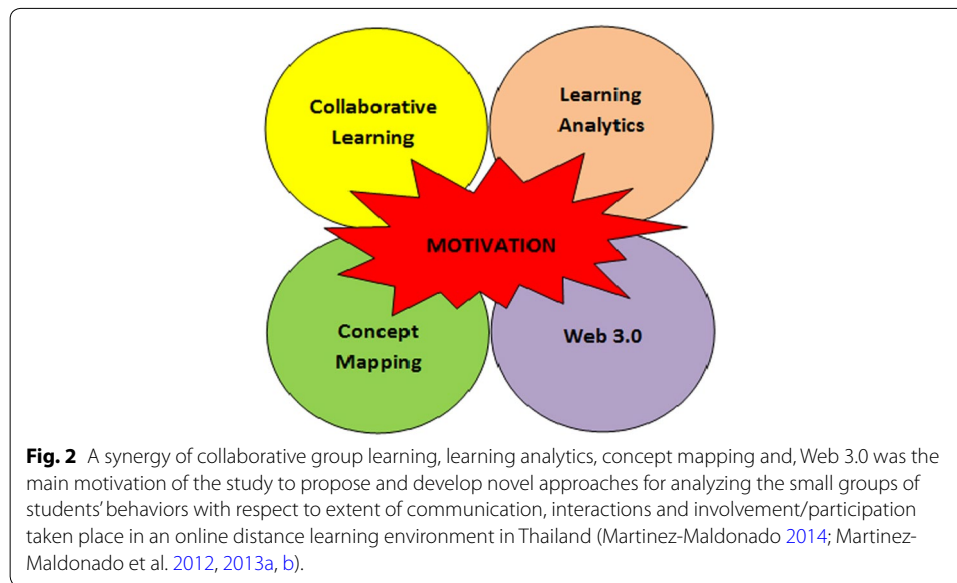 Collaborative
Learning
Learning
Analytics
MOTIVATION
Concept
Mapping
Web 3.0
Fig. 2 A synergy of collaborative group learning, learning analytics, concept mapping and, Web 3.0 was the
main motivation of the study to propose and develop novel approaches for analyzing the small groups of
students’ behaviors with respect to extent of communication, interactions and involvement/participation
taken place in an online distance learning environment in Thailand (Martinez-Maldonado 2014; Martinez-
Maldonado et al. 2012, 2013a, b).